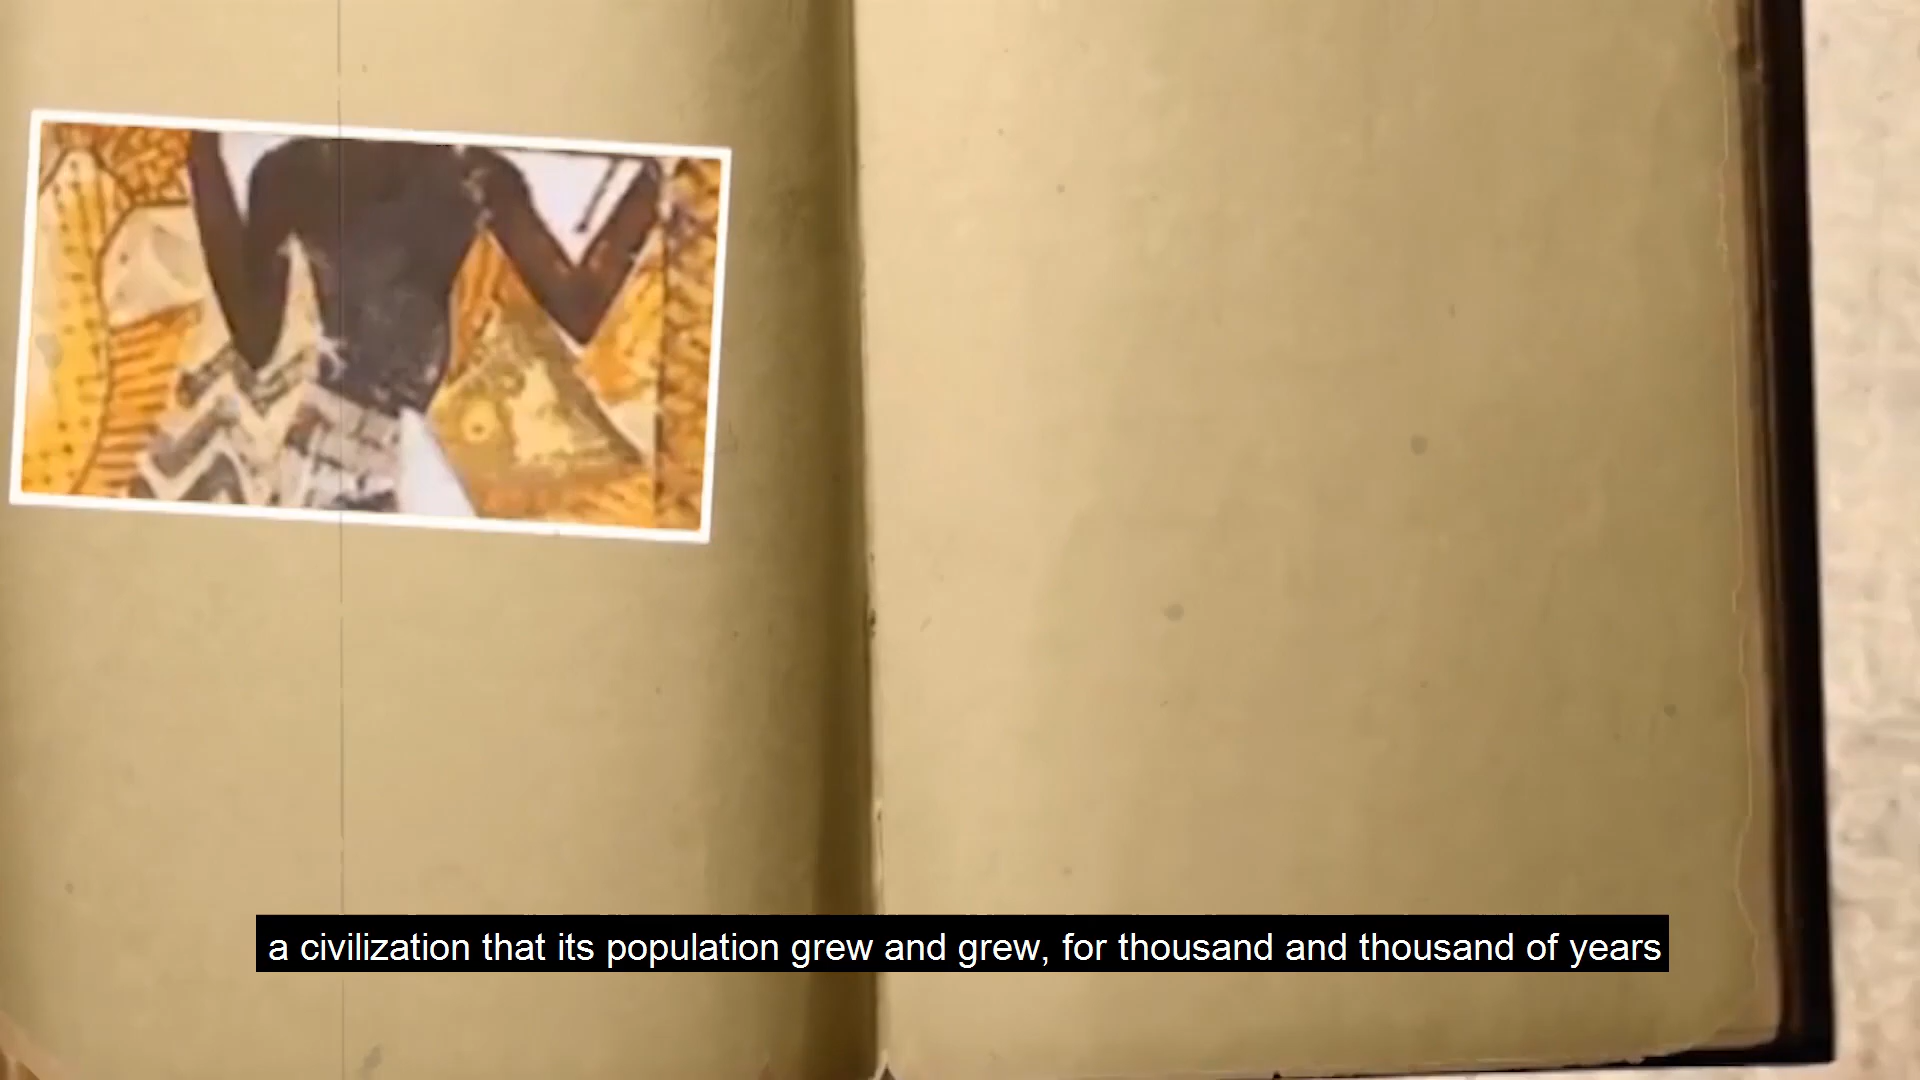 a civilization that its population grew and grew, for thousand and thousand of years